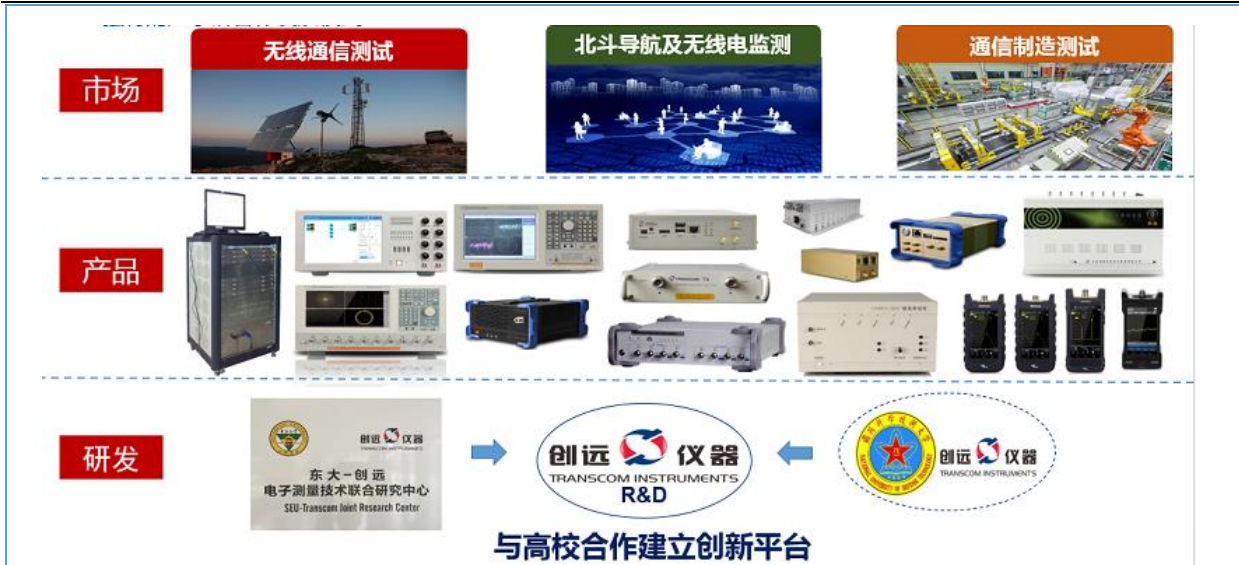 无线通信测试
北斗导航及无线电监测
通信制造测试
市场
产品
研发
创远 仪器
TRANSCOM INSTRUMENTS
东大-创远
电子测量技术联合研究中心
SEU-Transcom Joint Research Center
创远 仪器
TRANSCOM INSTRUMENTS
R&D
创远 仪器
TRANSCOM INSTRUMENTS
与高校合作建立创新平台